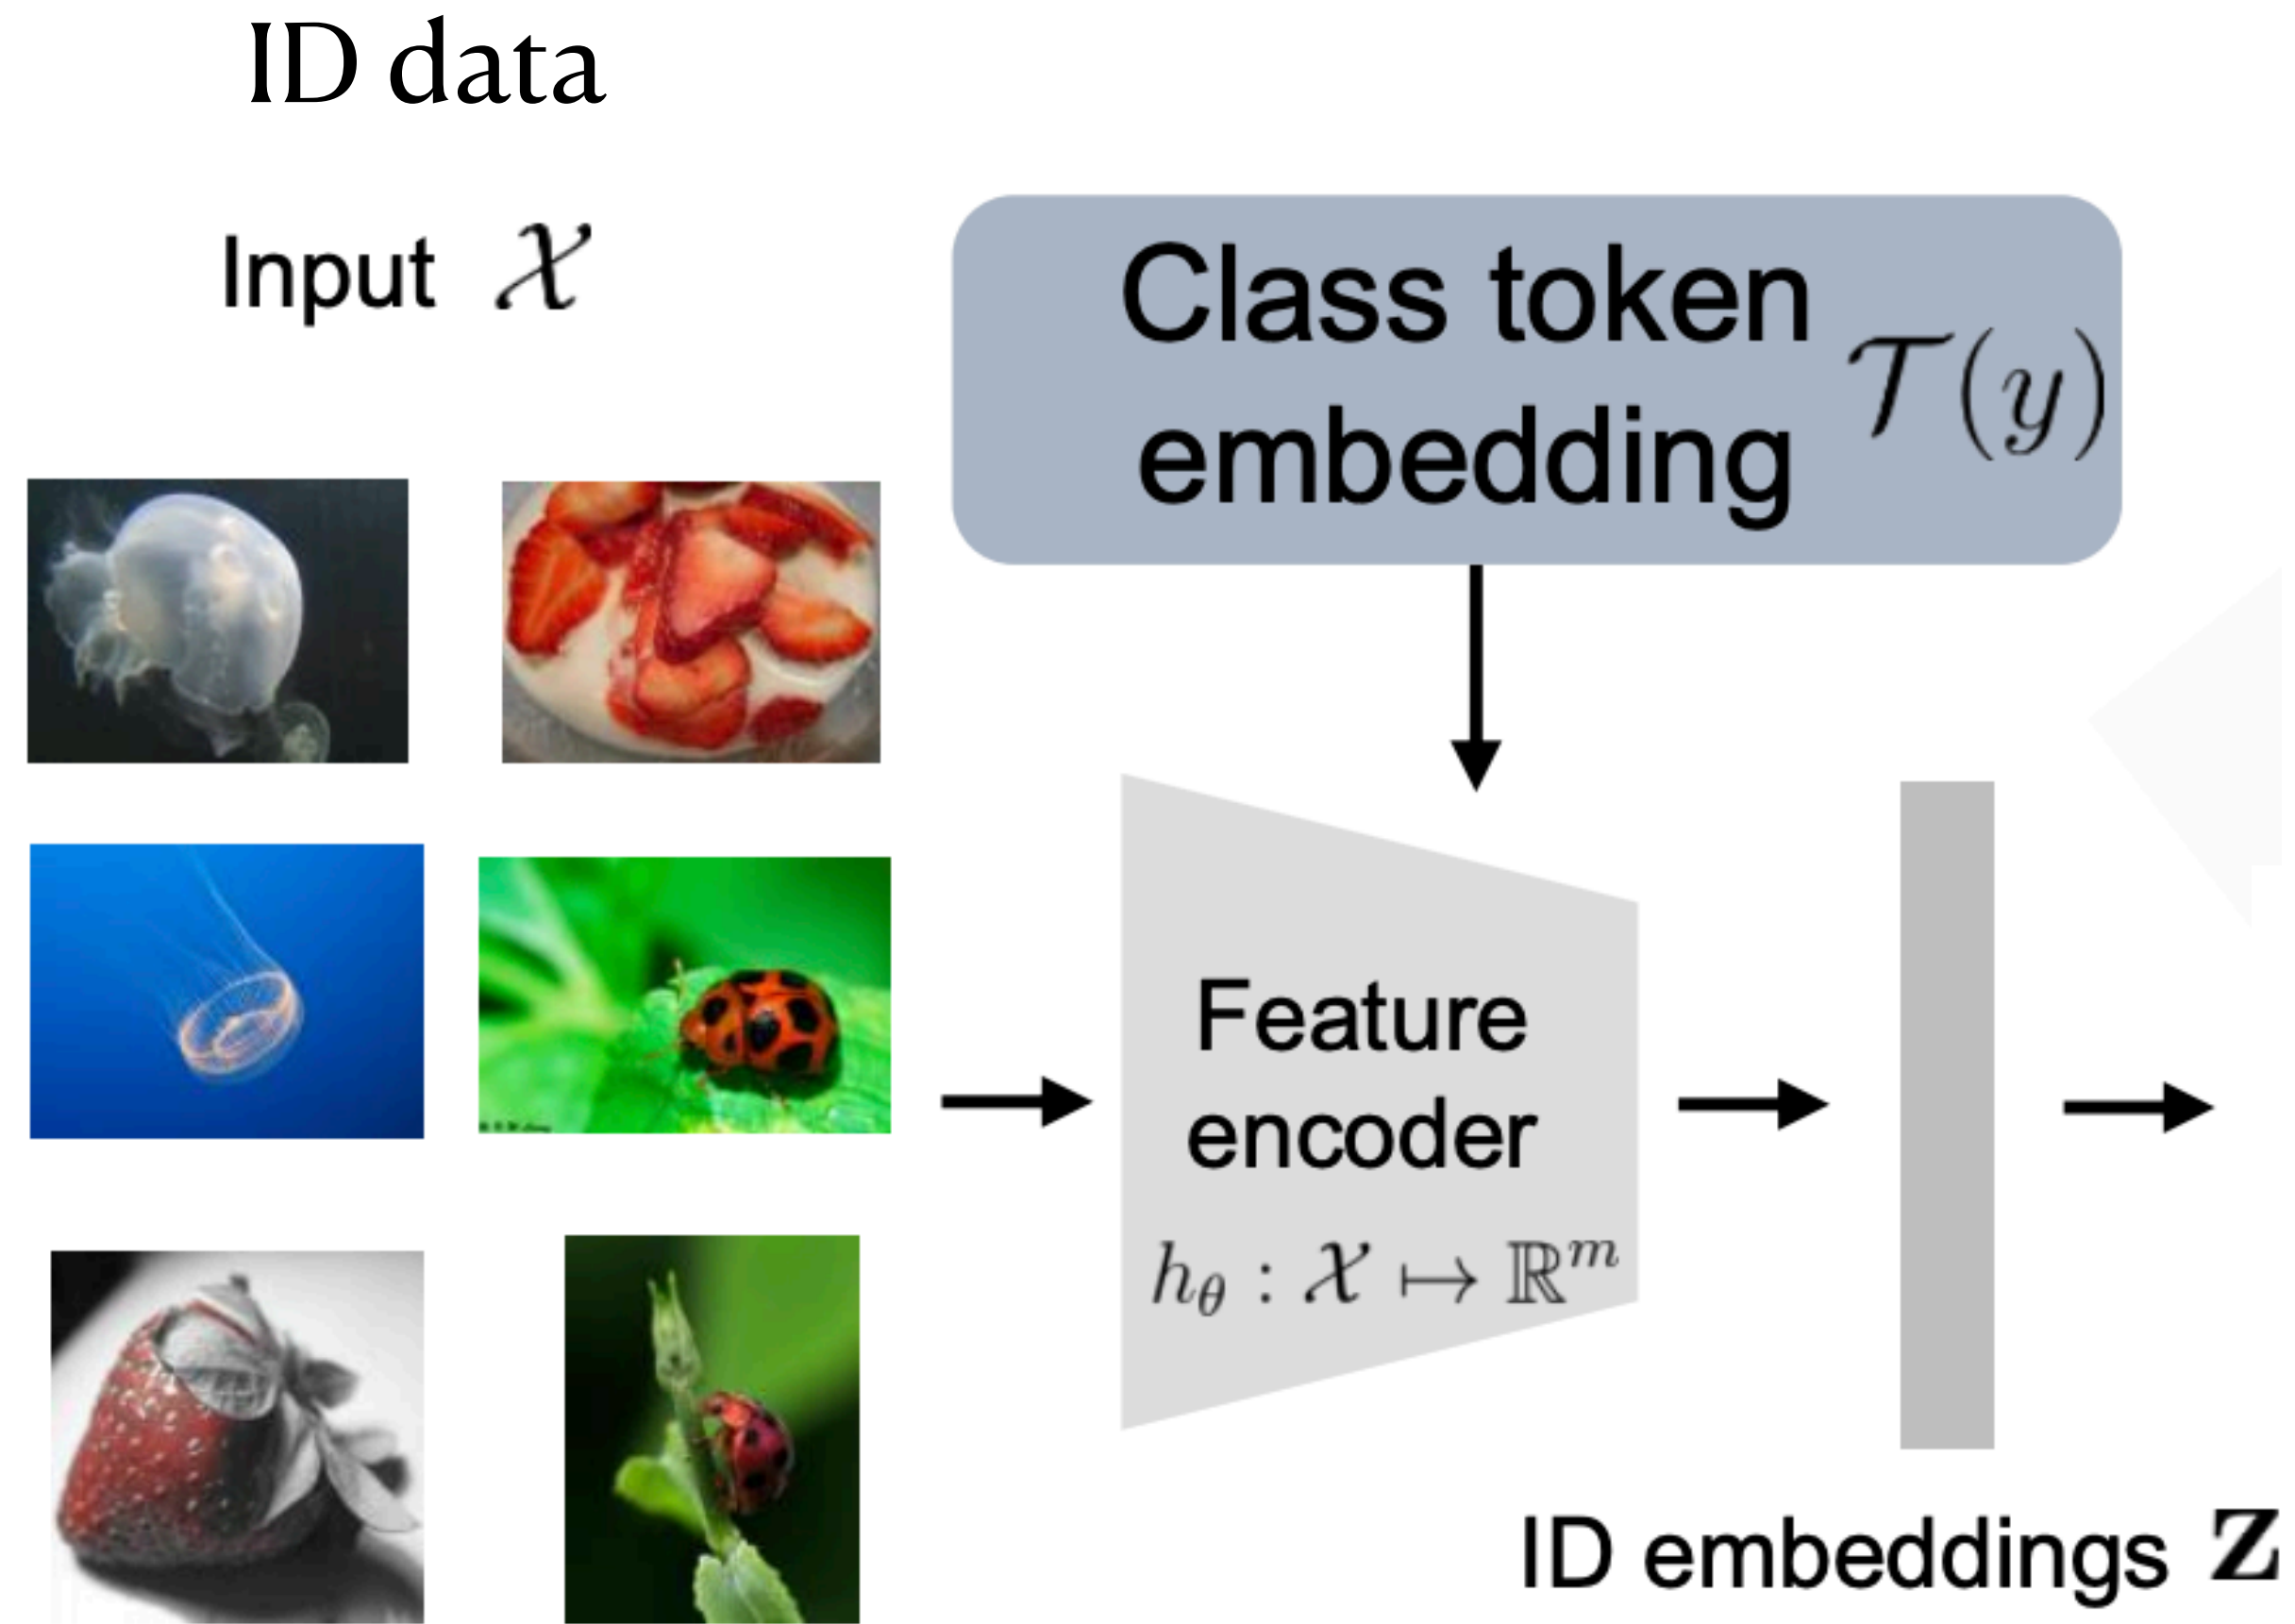 ID data
Input 𝒳
Class token
embedding 𝒯(y)
Feature
encoder
h_θ : 𝒳 ↦ ℝ^m
ID embeddings z